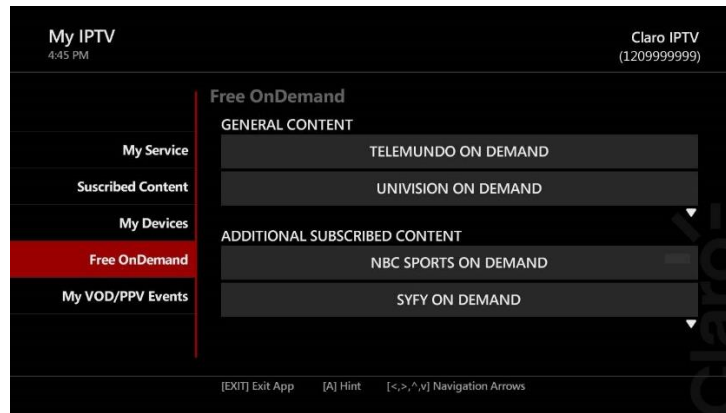 My IPTV
4:45 PM
Claro IPTV
(1209999999)
My Service
Suscribed Content
My Devices
Free OnDemand
My VOD/PPV Events
Free OnDemand
GENERAL CONTENT
TELEMUNDO ON DEMAND
UNIVISION ON DEMAND
ADDITIONAL SUBSCRIBED CONTENT
NBC SPORTS ON DEMAND
SYFY ON DEMAND
Claro
[EXIT] Exit App [A] Hint [<,>,^,v] Navigation Arrows